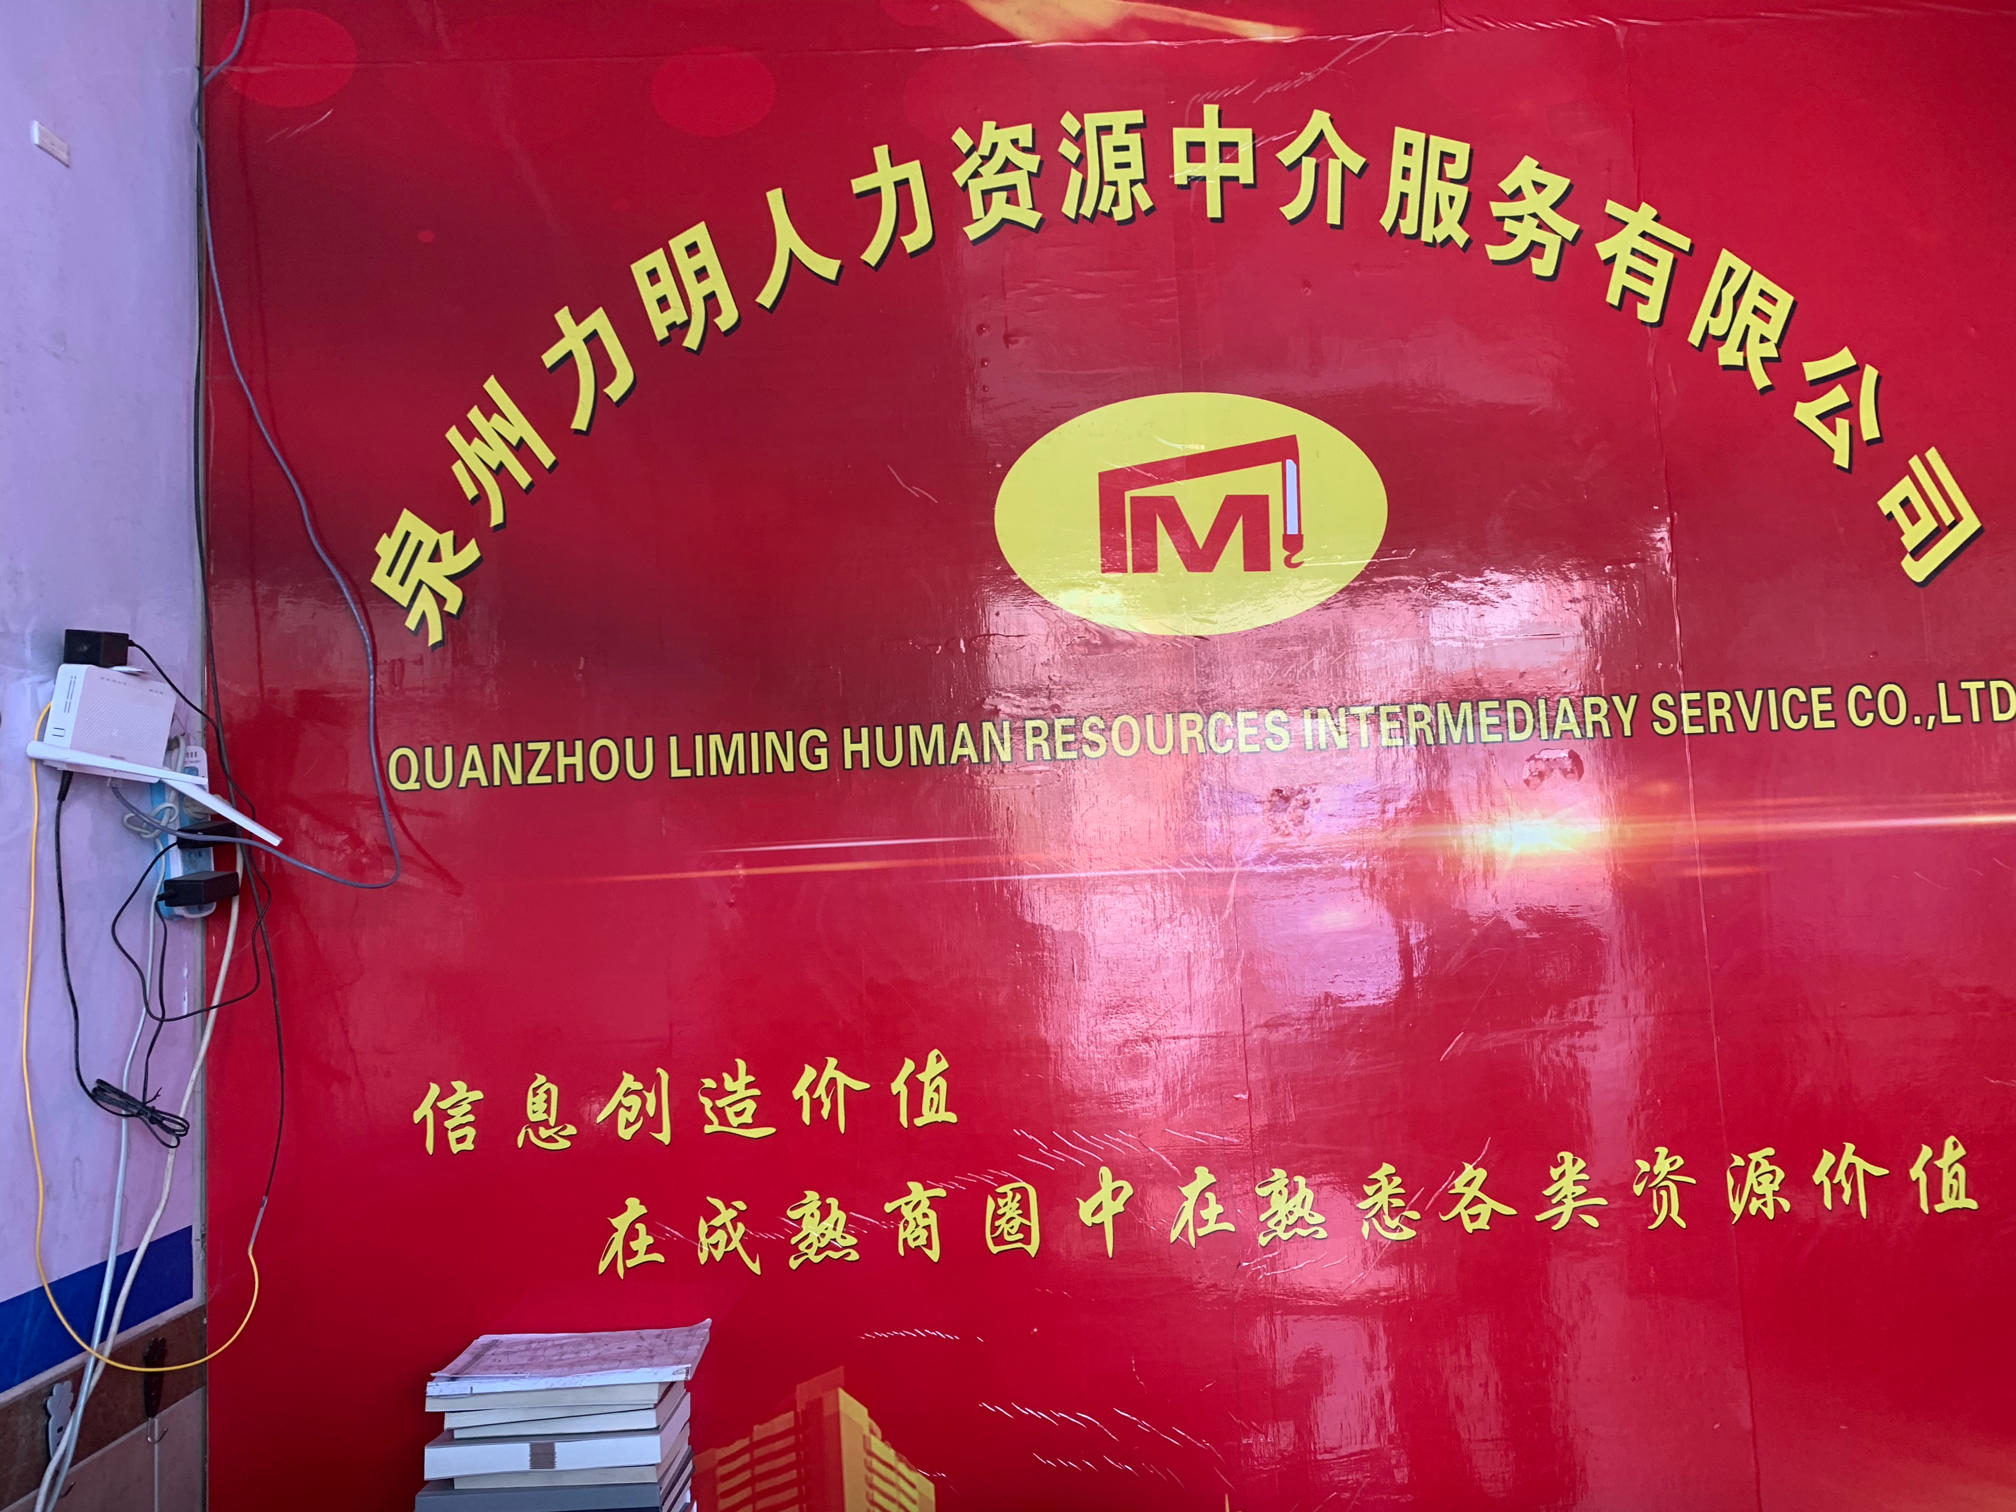 泉州力明人力资源中介服务有限公司
M
QUANZHOU LIMING HUMAN RESOURCES INTERMEDIARY SERVICE CO.,LTD
信息创造价值
在成熟商圈中在熟悉各类资源价值